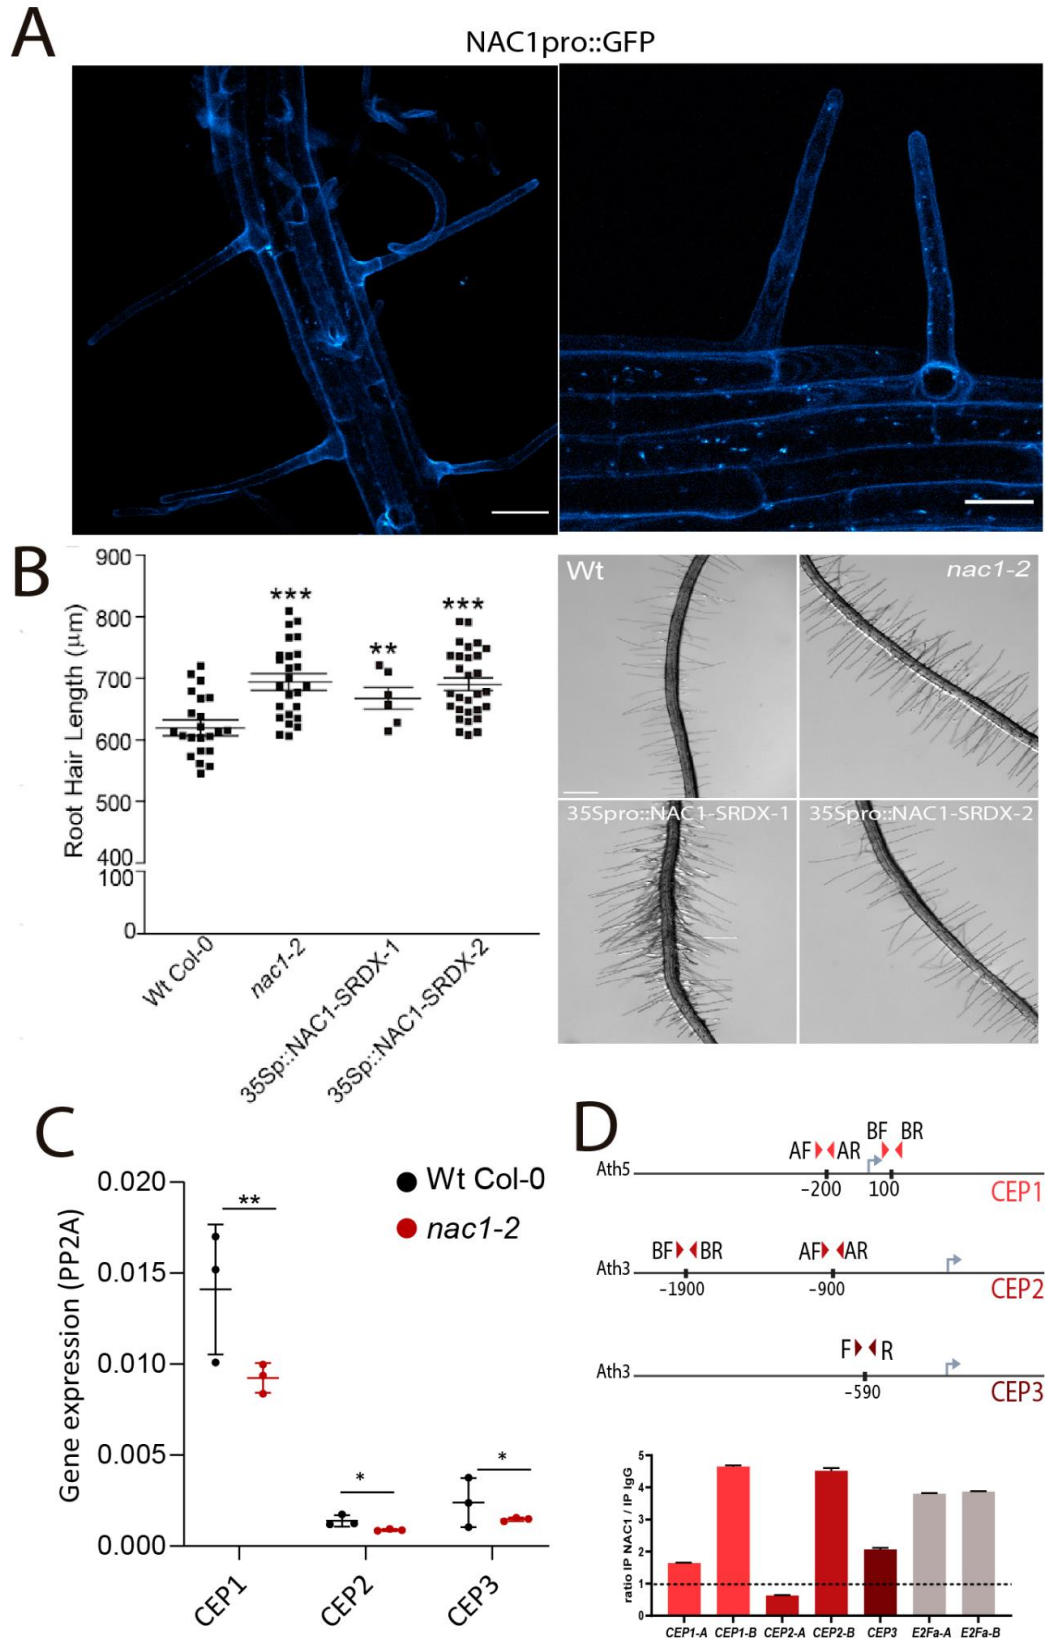 A
NAC1pro::GFP
B
Root Hair Length (µm)
900
800
700
600
500
400
100
0
***
**
***
Wt Col-0
nac1-2
35Sp::NAC1-SRDX-1
35Sp::NAC1-SRDX-2
Wt
nac1-2
35Spro::NAC1-SRDX-1
35Spro::NAC1-SRDX-2
C
Gene expression (PP2A)
0.020
0.015
0.010
0.005
0.000
Wt Col-0
nac1-2
**
*
*
CEP1
CEP2
CEP3
D
BF BR
AF AR
Ath5
-200
100
CEP1
BF BR
AF AR
Ath3
-1900
-900
CEP2
F R
Ath3
-590
CEP3
ratio IP NAC1 / IP IgG
5
4
3
2
1
0
CEP1-A
CEP1-B
CEP2-A
CEP2-B
CEP3
E2Fa-A
E2Fa-B